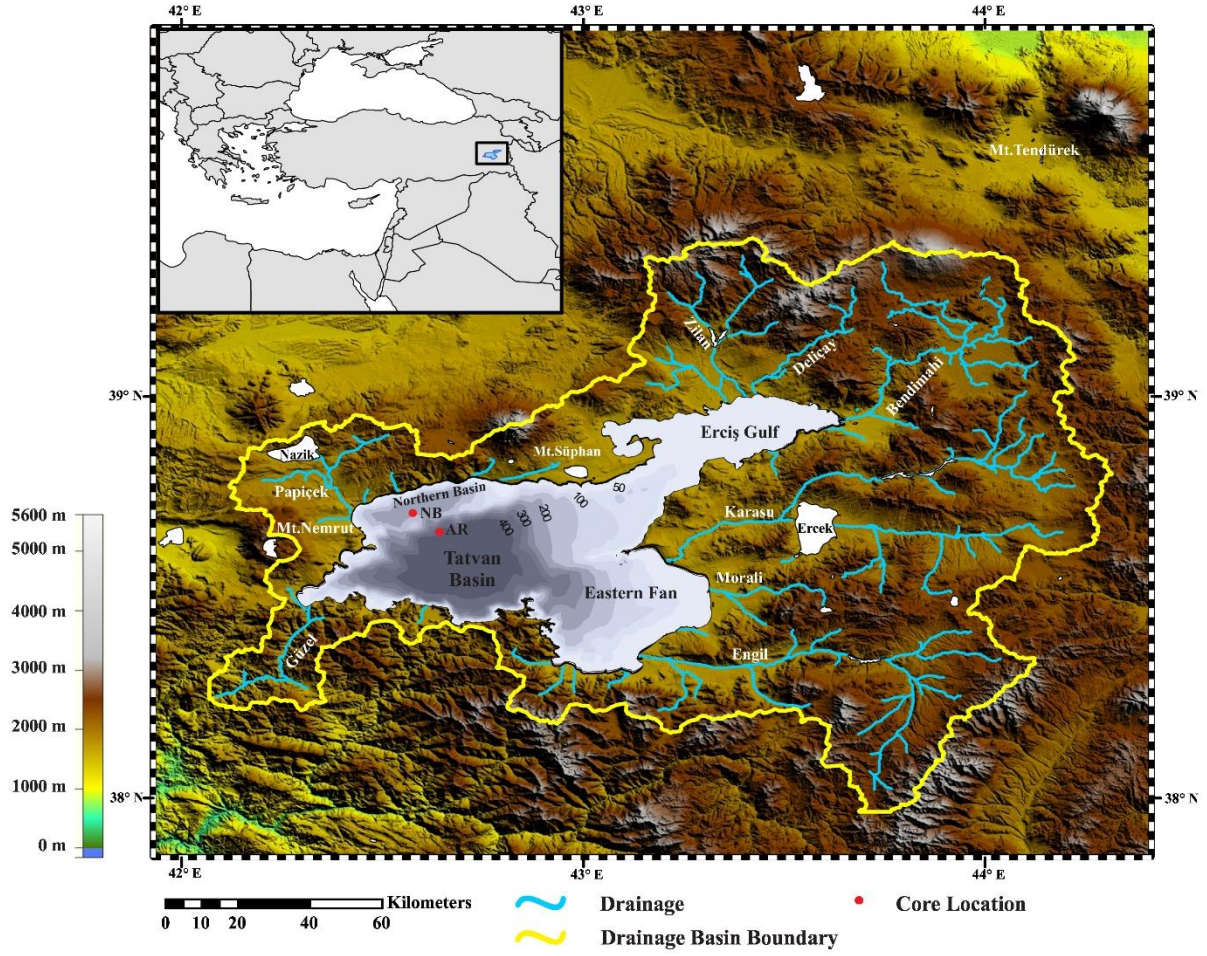 42° E
43° E
44° E
Mt.Tendürek
Zilan
Deliçay
Bendimahi
39° N
39° N
Erciş Gulf
Nazik
Mt.Süphan
Papiçek
Northern Basin
50
100
200
300
400
NB
Mt.Nemrut
AR
Karasu
Ercek
Tatvan
Basin
Morali
Eastern Fan
Güzel
Engil
5600 m
5000 m
4000 m
3000 m
2000 m
1000 m
0 m
38° N
38° N
42° E
43° E
44° E
Kilometers
0 10 20 40 60
Drainage
Core Location
Drainage Basin Boundary